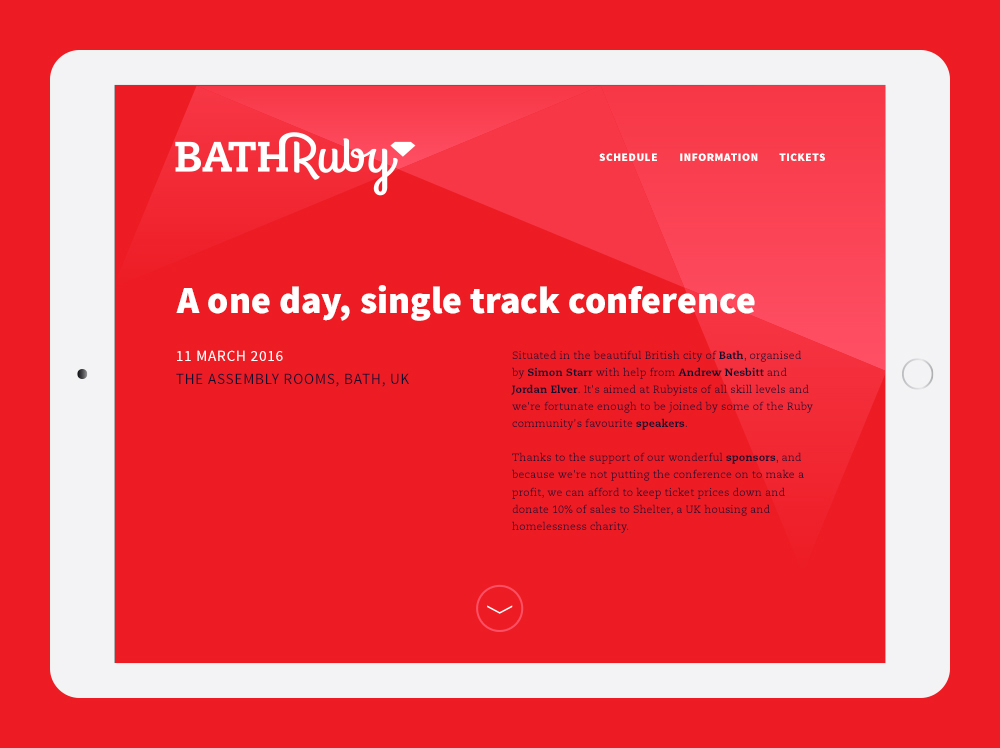 BATHRuby
SCHEDULE INFORMATION TICKETS
A one day, single track conference
11 MARCH 2016
THE ASSEMBLY ROOMS, BATH, UK
Situated in the beautiful British city of Bath, organised
by Simon Starr with help from Andrew Nesbitt and
Jordan Elver. It's aimed at Rubyists of all skill levels and
we're fortunate enough to be joined by some of the Ruby
community's favourite speakers.
Thanks to the support of our wonderful sponsors, and
because we're not putting the conference on to make a
profit, we can afford to keep ticket prices down and
donate 10% of sales to Shelter, a UK housing and
homelessness charity.